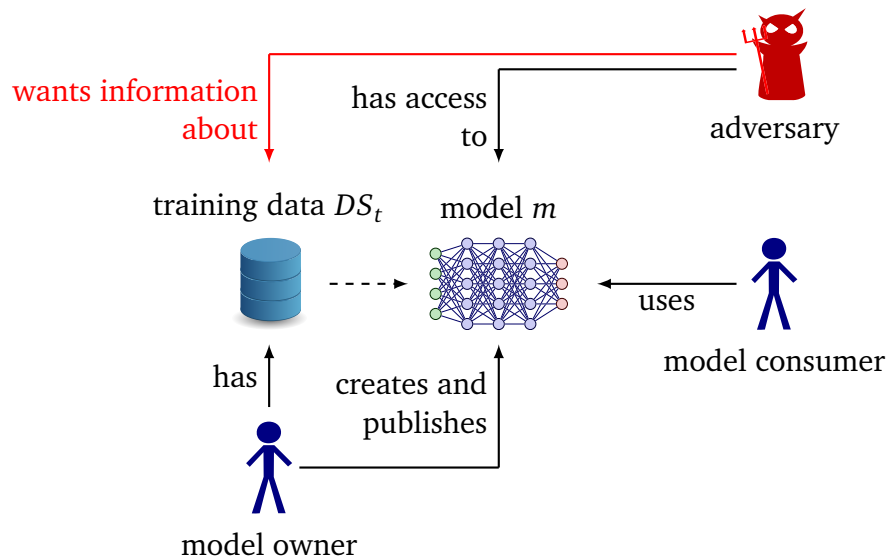 wants information
about
has access
to
adversary
training data DSₜ
model m
uses
model consumer
has
creates and
publishes
model owner